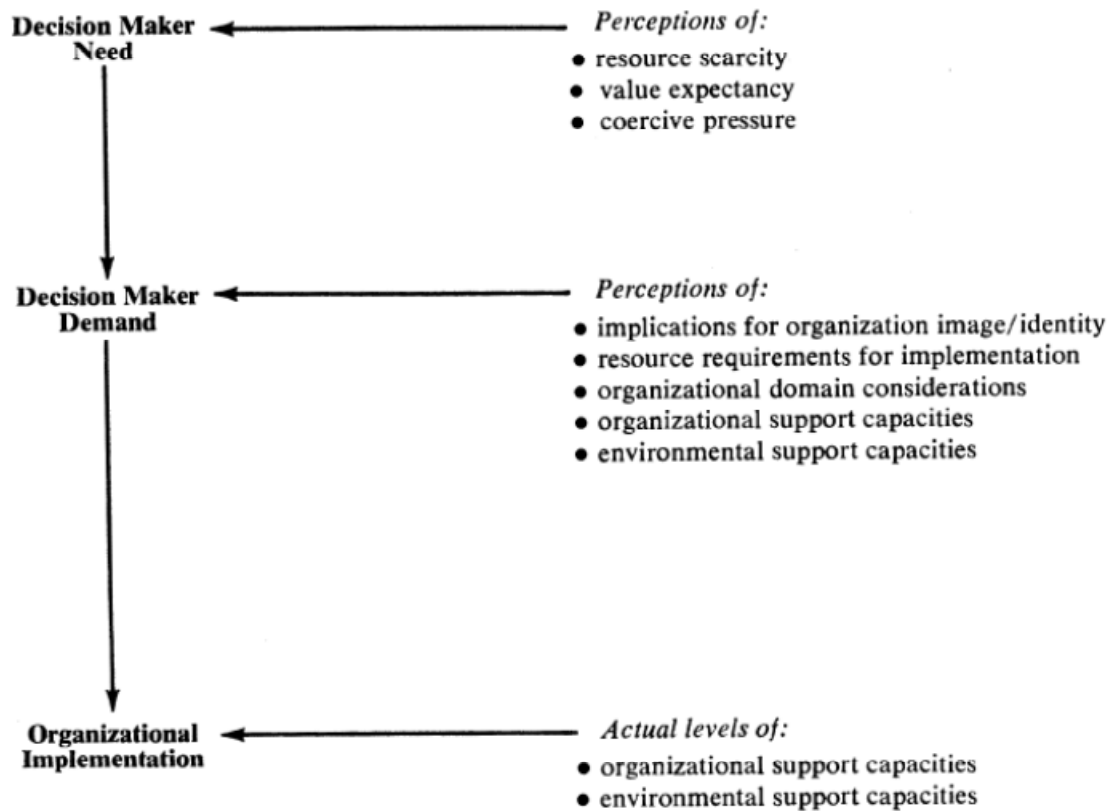 Decision Maker
Need
Perceptions of:
• resource scarcity
• value expectancy
• coercive pressure
Decision Maker
Demand
Perceptions of:
• implications for organization image/identity
• resource requirements for implementation
• organizational domain considerations
• organizational support capacities
• environmental support capacities
Organizational
Implementation
Actual levels of:
• organizational support capacities
• environmental support capacities